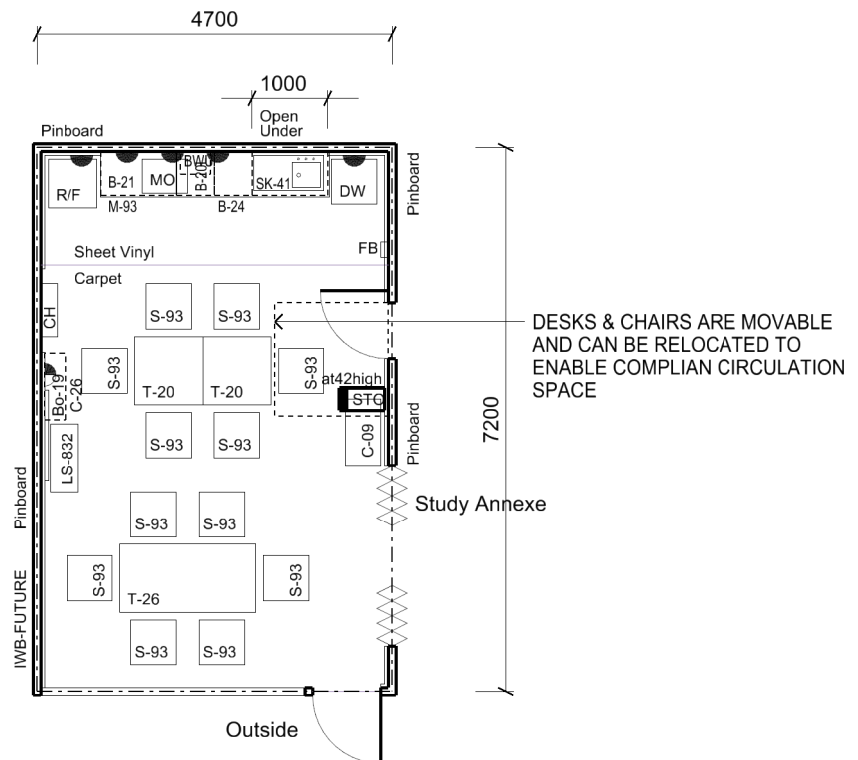 4700
1000
Open
Under
Pinboard
Pinboard
R/F
B-21
MO
BWU
B-20
SK-41
DW
M-93
B-24
FB
Sheet Vinyl
Carpet
CH
S-93
S-93
DESKS & CHAIRS ARE MOVABLE
AND CAN BE RELOCATED TO
ENABLE COMPLIAN CIRCULATION
SPACE
S-93
S-93
Bo-19
C-26
T-20
T-20
at42high
STC
7200
S-93
S-93
C-09
Pinboard
LS-832
Pinboard
Study Annexe
S-93
S-93
S-93
S-93
T-26
IWB-FUTURE
S-93
S-93
Outside